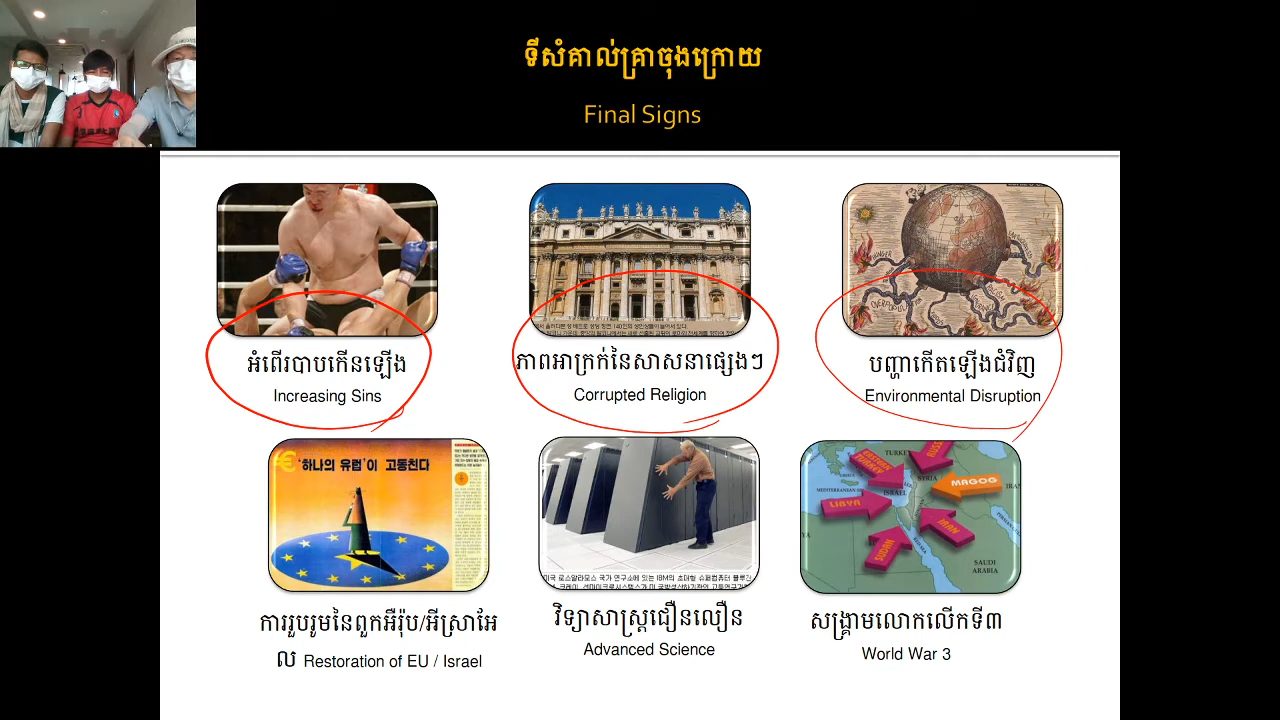 ទីសំគាល់គ្រាចុងក្រោយ
Final Signs
អំពើរបាបកើនឡើង
Increasing Sins
ភាពអាក្រក់នៃសាសនាផ្សេងៗ
Corrupted Religion
បញ្ហាកើតឡើងជំវិញ
Environmental Disruption
'하나의 유럽'이 고동친다
TURKEY
SYRIA
MEDITERRANEAN SEA
ISRAEL
MAGOG
LIBYA
IRAN
SUDAN
SAUDI
ARABIA
ការរួបរួមនៃពួកអឺរ៉ុប/អីស្រាអែ
ល Restoration of EU / Israel
វិទ្យាសាស្ត្រជឿនលឿន
Advanced Science
សង្គ្រាមលោកលើកទី៣
World War 3